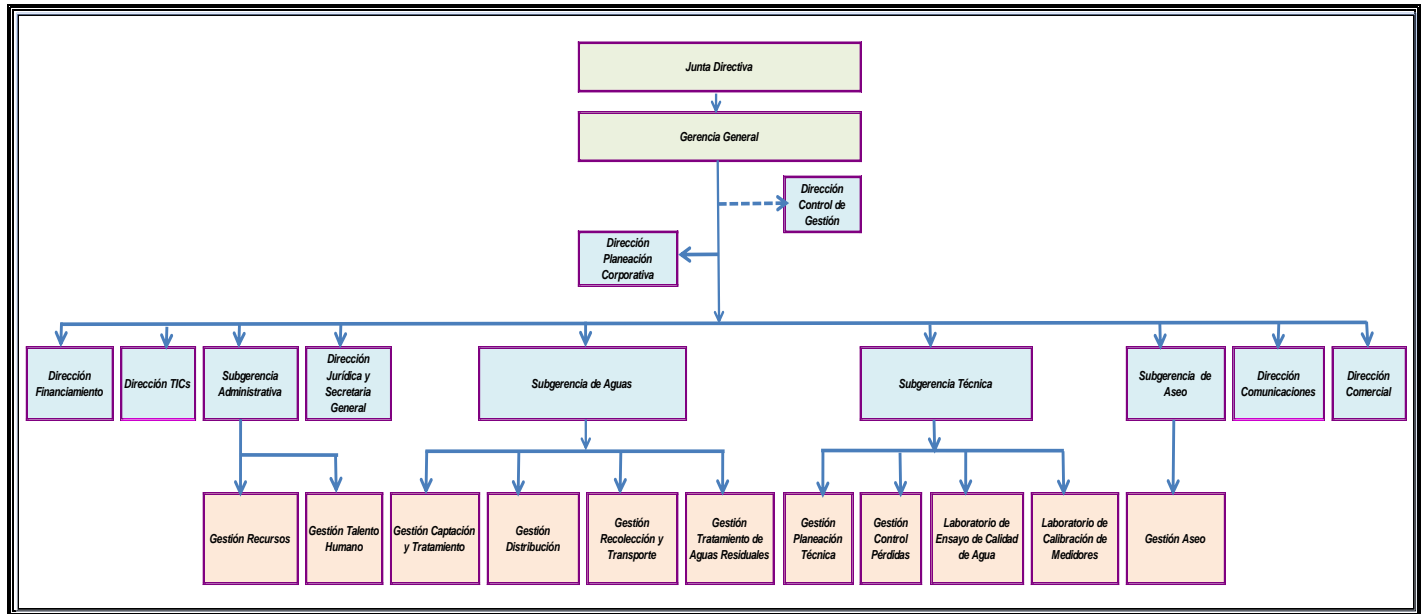 Junta Directiva
Gerencia General
Dirección
Control de
Gestión
Dirección
Planeación
Corporativa
Dirección
Financiamiento
Dirección TICs
Subgerencia
Administrativa
Dirección
Jurídica y
Secretaría
General
Subgerencia de Aguas
Subgerencia Técnica
Subgerencia de
Aseo
Dirección
Comunicaciones
Dirección
Comercial
Gestión Recursos
Gestión Talento
Humano
Gestión Captación
y Tratamiento
Gestión
Distribución
Gestión
Recolección y
Transporte
Gestión
Tratamiento de
Aguas Residuales
Gestión
Planeación
Técnica
Gestión
Control
Pérdidas
Laboratorio de
Ensayo de Calidad
de Agua
Laboratorio de
Calibración de
Medidores
Gestión Aseo